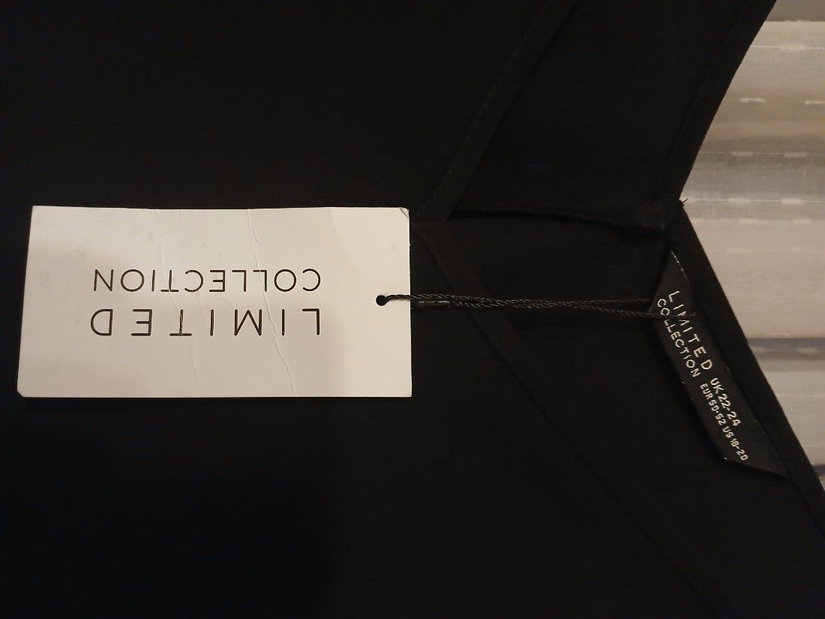 LIMITED
COLLECTION
LIMITED
COLLECTION
UK 22-24
EUR 50-52 US 18-20